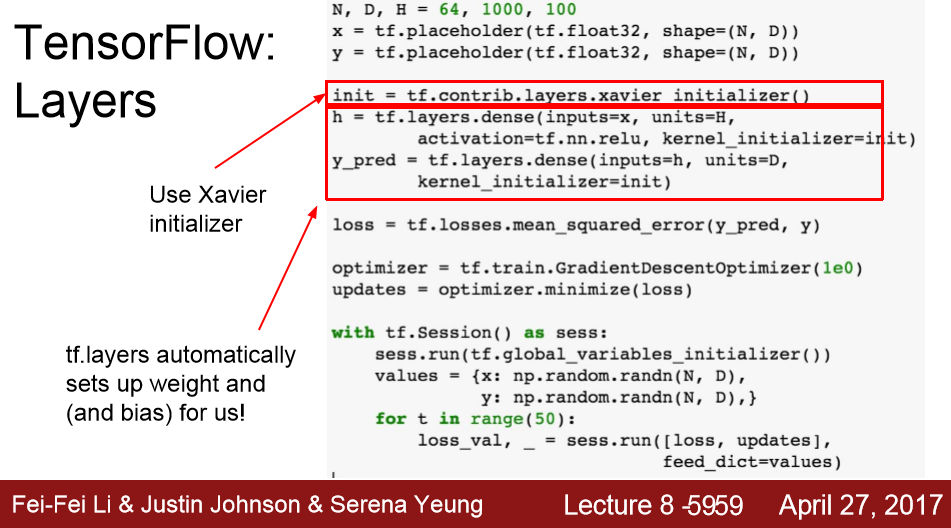 TensorFlow:
Layers
Use Xavier
initializer
tf.layers automatically
sets up weight and
(and bias) for us!
N, D, H = 64, 1000, 100
x = tf.placeholder(tf.float32, shape=(N, D))
y = tf.placeholder(tf.float32, shape=(N, D))
init = tf.contrib.layers.xavier_initializer()
h = tf.layers.dense(inputs=x, units=H,
activation=tf.nn.relu, kernel_initializer=init)
y_pred = tf.layers.dense(inputs=h, units=D,
kernel_initializer=init)
loss = tf.losses.mean_squared_error(y_pred, y)
optimizer = tf.train.GradientDescentOptimizer(1e0)
updates = optimizer.minimize(loss)
with tf.Session() as sess:
sess.run(tf.global_variables_initializer())
values = {x: np.random.randn(N, D),
y: np.random.randn(N, D),}
for t in range(50):
loss_val, _ = sess.run([loss, updates],
feed_dict=values)
Fei-Fei Li & Justin Johnson & Serena Yeung Lecture 8 -5959 April 27, 2017